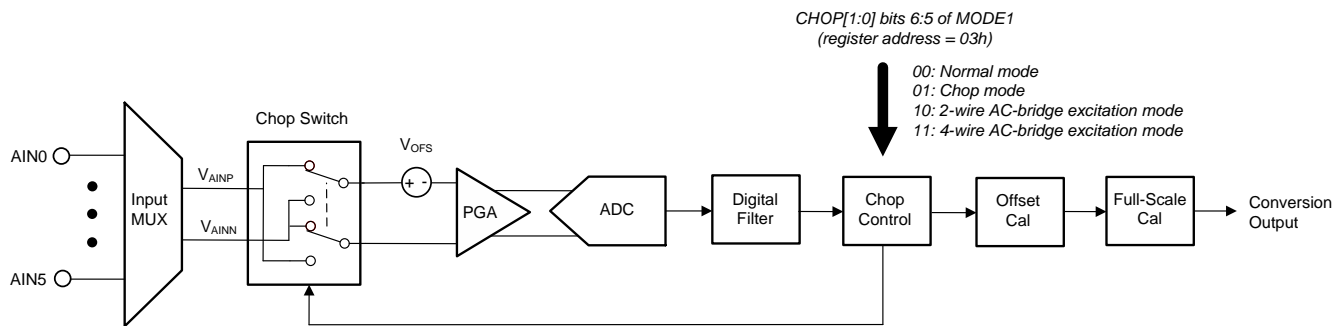 CHOP[1:0] bits 6:5 of MODE1
(register address = 03h)
00: Normal mode
01: Chop mode
10: 2-wire AC-bridge excitation mode
11: 4-wire AC-bridge excitation mode
Chop Switch
AIN0
AIN5
Input
MUX
VAINP
VAINN
VOFS
+ -
PGA
ADC
Digital
Filter
Chop
Control
Offset
Cal
Full-Scale
Cal
Conversion
Output